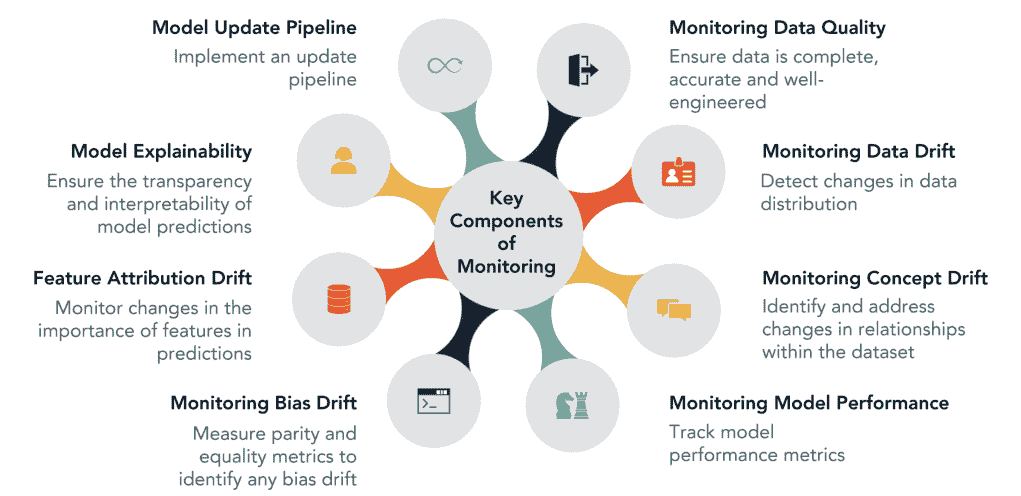 Model Update Pipeline
Implement an update
pipeline
Monitoring Data Quality
Ensure data is complete,
accurate and well-
engineered
Model Explainability
Ensure the transparency
and interpretability of
model predictions
Monitoring Data Drift
Detect changes in data
distribution
Key
Components
of
Monitoring
Feature Attribution Drift
Monitor changes in the
importance of features in
predictions
Monitoring Concept Drift
Identify and address
changes in relationships
within the dataset
Monitoring Bias Drift
Measure parity and
equality metrics to
identify any bias drift
Monitoring Model Performance
Track model
performance metrics